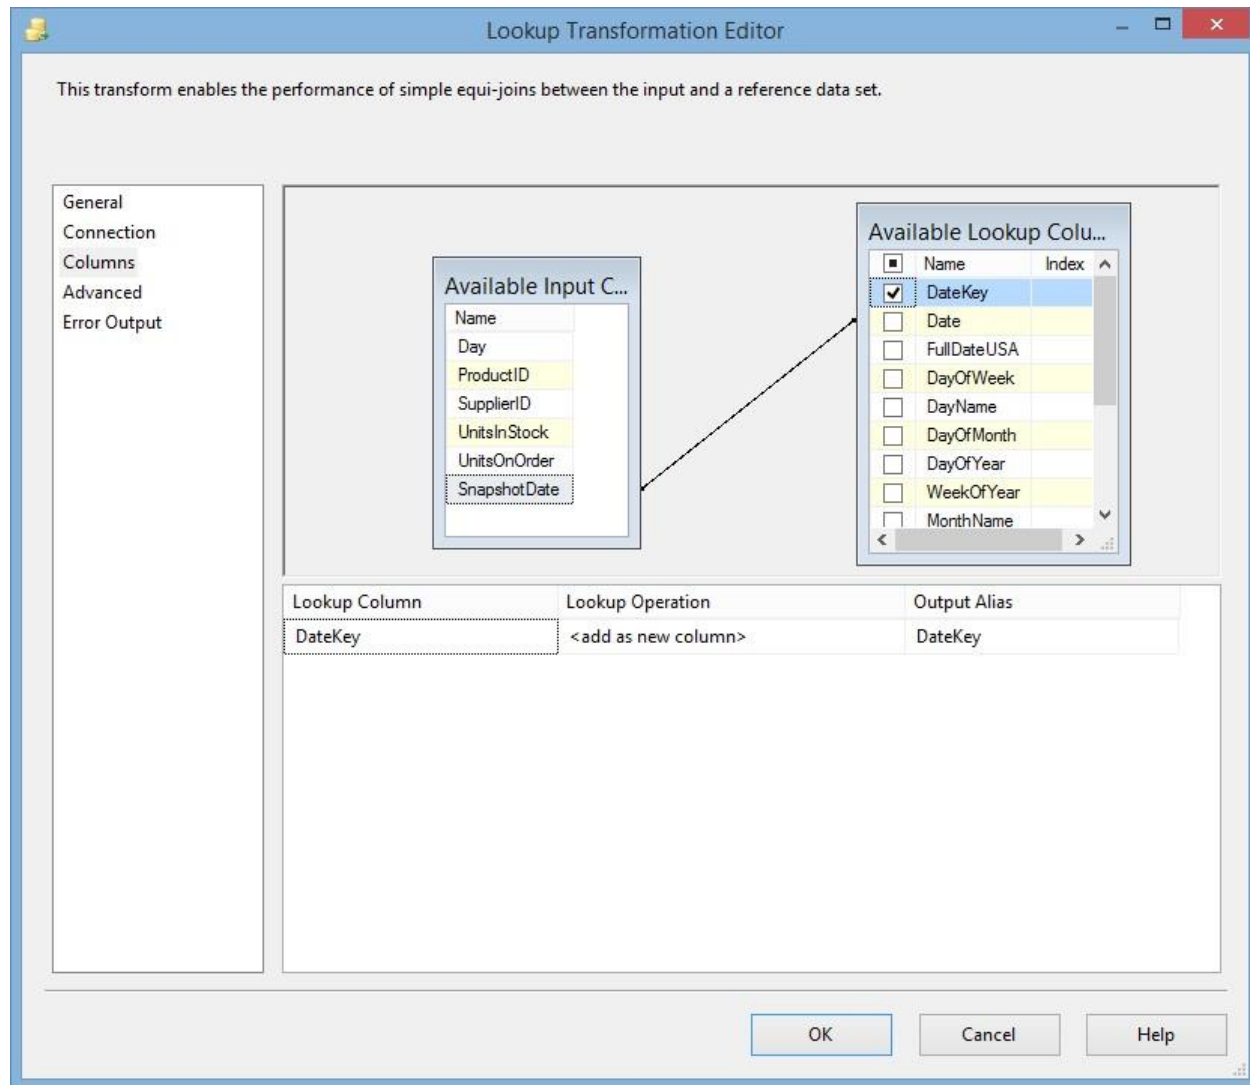 Lookup Transformation Editor
This transform enables the performance of simple equi-joins between the input and a reference data set.
General
Connection
Columns
Advanced
Error Output
Available Input C...
Name
Day
ProductID
SupplierID
UnitsInStock
UnitsOnOrder
SnapshotDate
Available Lookup Colu...
Name Index
DateKey
Date
FullDateUSA
DayOfWeek
DayName
DayOfMonth
DayOfYear
WeekOfYear
MonthName
Lookup Column Lookup Operation Output Alias
DateKey <add as new column> DateKey
OK Cancel Help